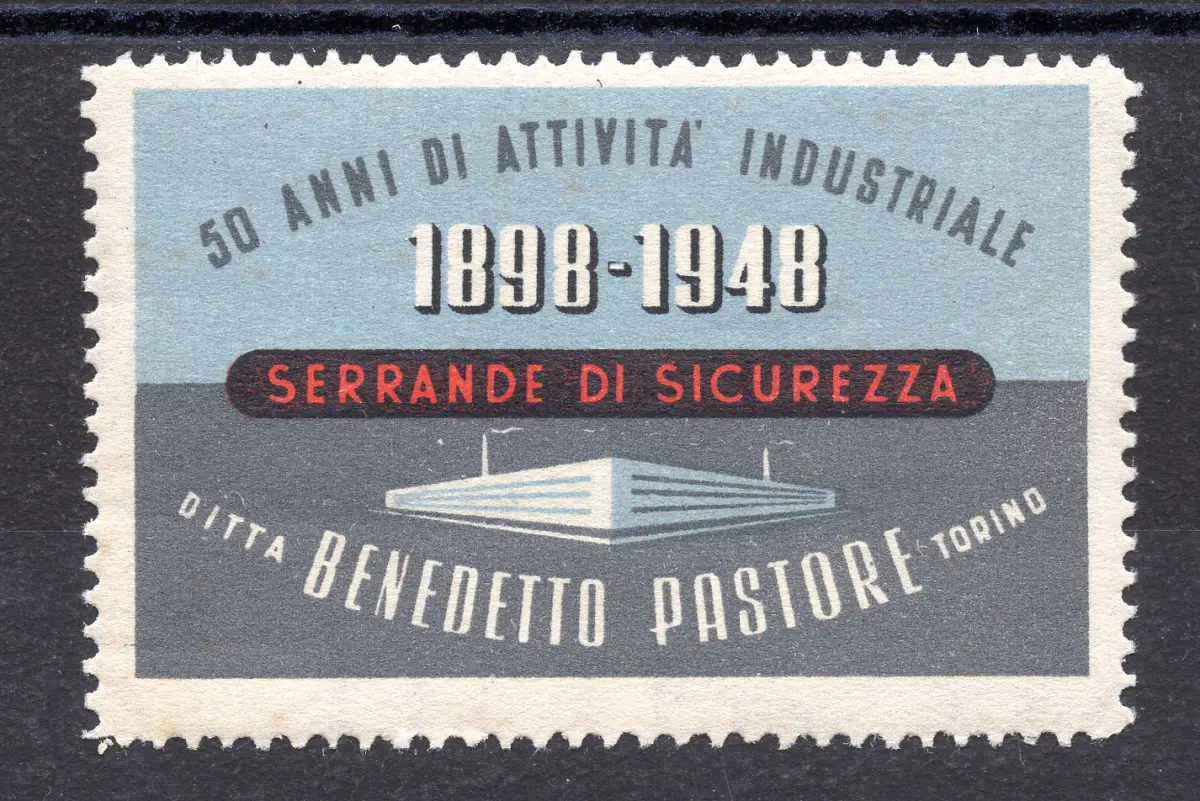 50 ANNI DI ATTIVITA' INDUSTRIALE
1898-1948
SERRANDE DI SICUREZZA
DITTA BENEDETTO PASTORE TORINO